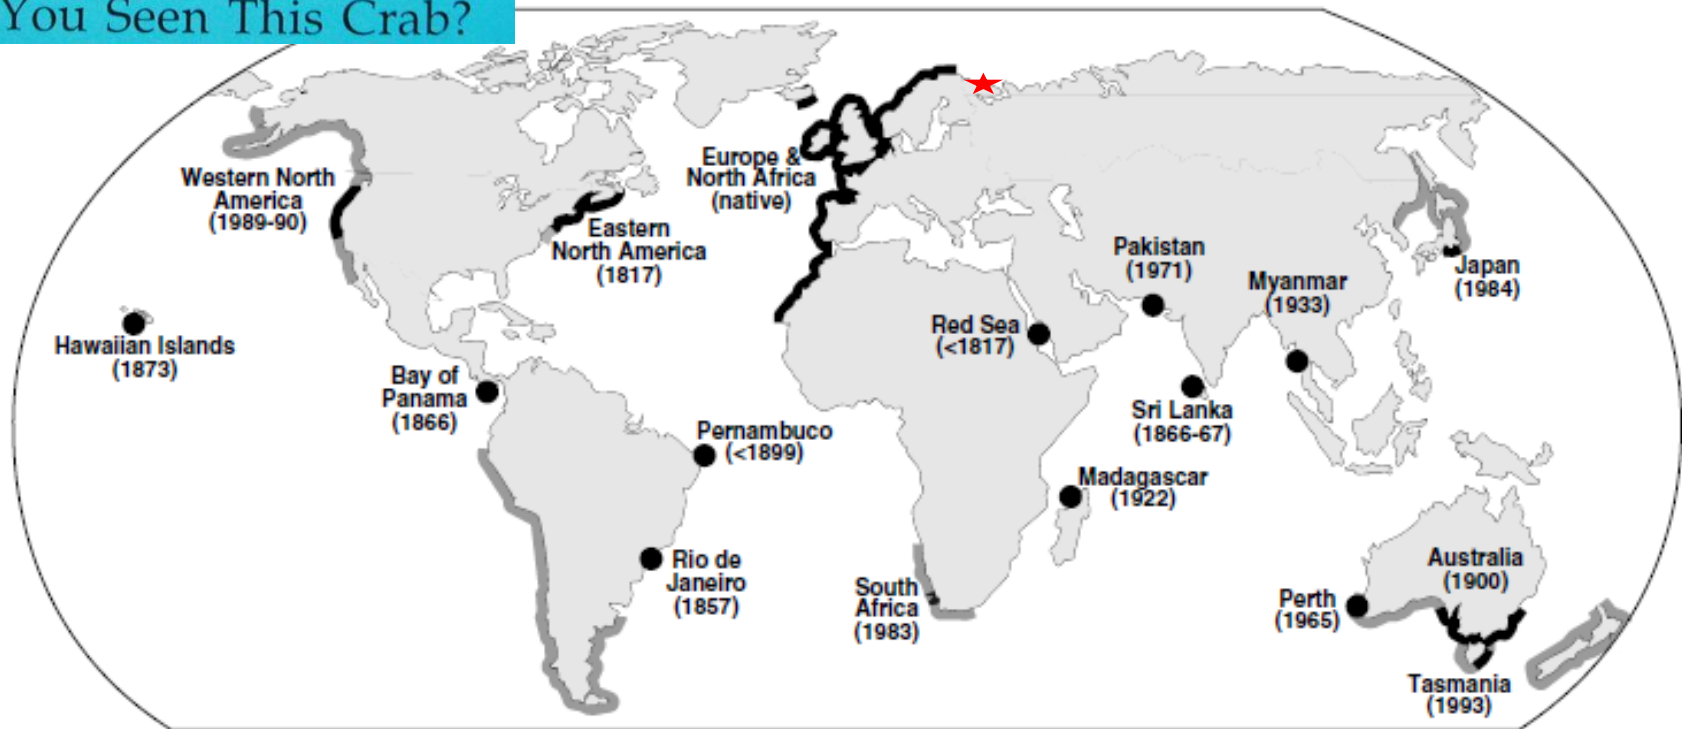 You Seen This Crab?
Western North
America
(1989-90)
Europe &
North Africa
(native)
Eastern
North America
(1817)
Pakistan
(1971)
Myanmar
(1933)
Japan
(1984)
Hawaiian Islands
(1873)
Red Sea
(<1817)
Bay of
Panama
(1866)
Sri Lanka
(1866-67)
Pernambuco
(<1899)
Madagascar
(1922)
Rio de
Janeiro
(1857)
South
Africa
(1983)
Australia
(1900)
Perth
(1965)
Tasmania
(1993)